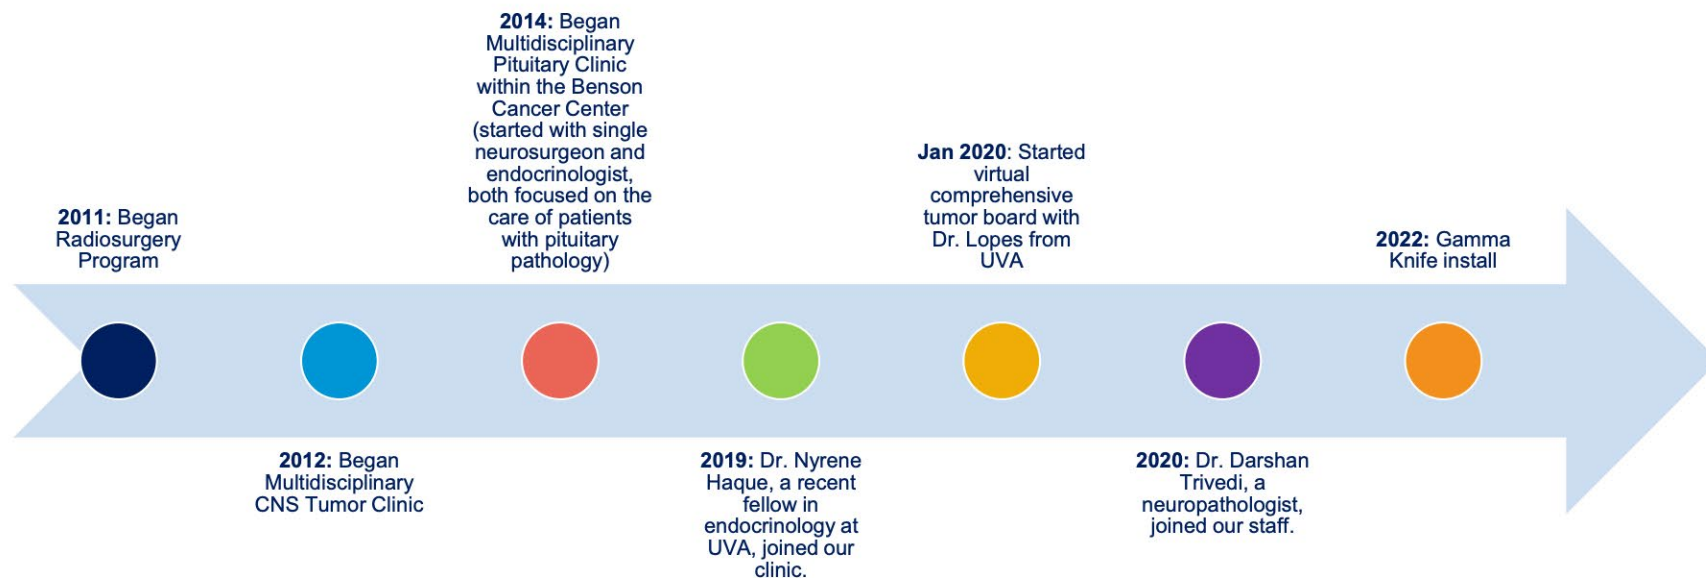 2011: Began
Radiosurgery
Program
2012: Began
Multidisciplinary
CNS Tumor Clinic
2014: Began
Multidisciplinary
Pituitary Clinic
within the Benson
Cancer Center
(started with single
neurosurgeon and
endocrinologist,
both focused on the
care of patients
with pituitary
pathology)
2019: Dr. Nyrene
Haque, a recent
fellow in
endocrinology at
UVA, joined our
clinic.
Jan 2020: Started
virtual
comprehensive
tumor board with
Dr. Lopes from
UVA
2020: Dr. Darshan
Trivedi, a
neuropathologist,
joined our staff.
2022: Gamma
Knife install